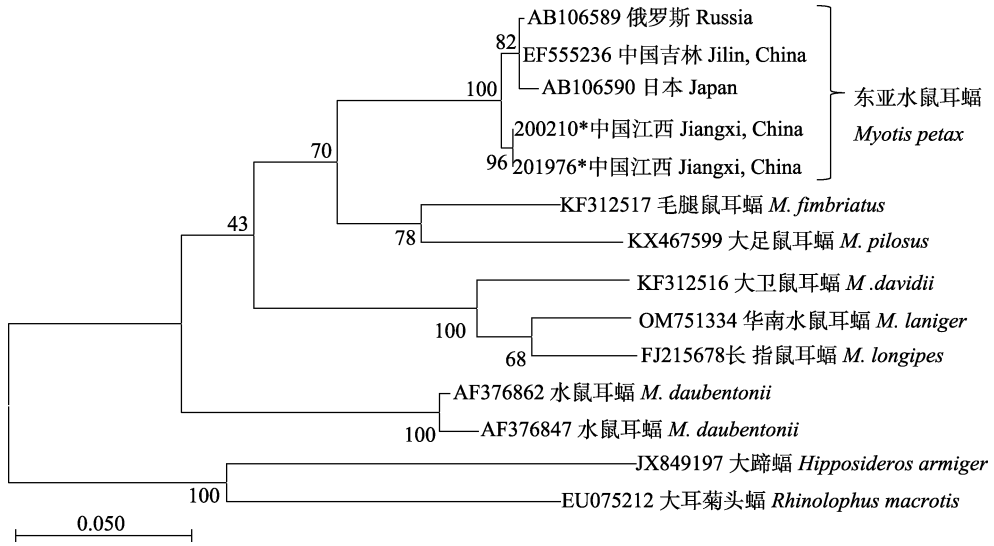 AB106589 俄罗斯 Russia
82
EF555236 中国吉林 Jilin, China
100
AB106590 日本 Japan
东亚水鼠耳蝠
Myotis petax
200210*中国江西 Jiangxi, China
70
96
201976*中国江西 Jiangxi, China
KF312517 毛腿鼠耳蝠 M. fimbriatus
43
78
KX467599 大足鼠耳蝠 M. pilosus
KF312516 大卫鼠耳蝠 M .davidii
OM751334 华南水鼠耳蝠 M. laniger
100
68
FJ215678长 指鼠耳蝠 M. longipes
AF376862 水鼠耳蝠 M. daubentonii
100
AF376847 水鼠耳蝠 M. daubentonii
JX849197 大蹄蝠 Hipposideros armiger
100
EU075212 大耳菊头蝠 Rhinolophus macrotis
0.050